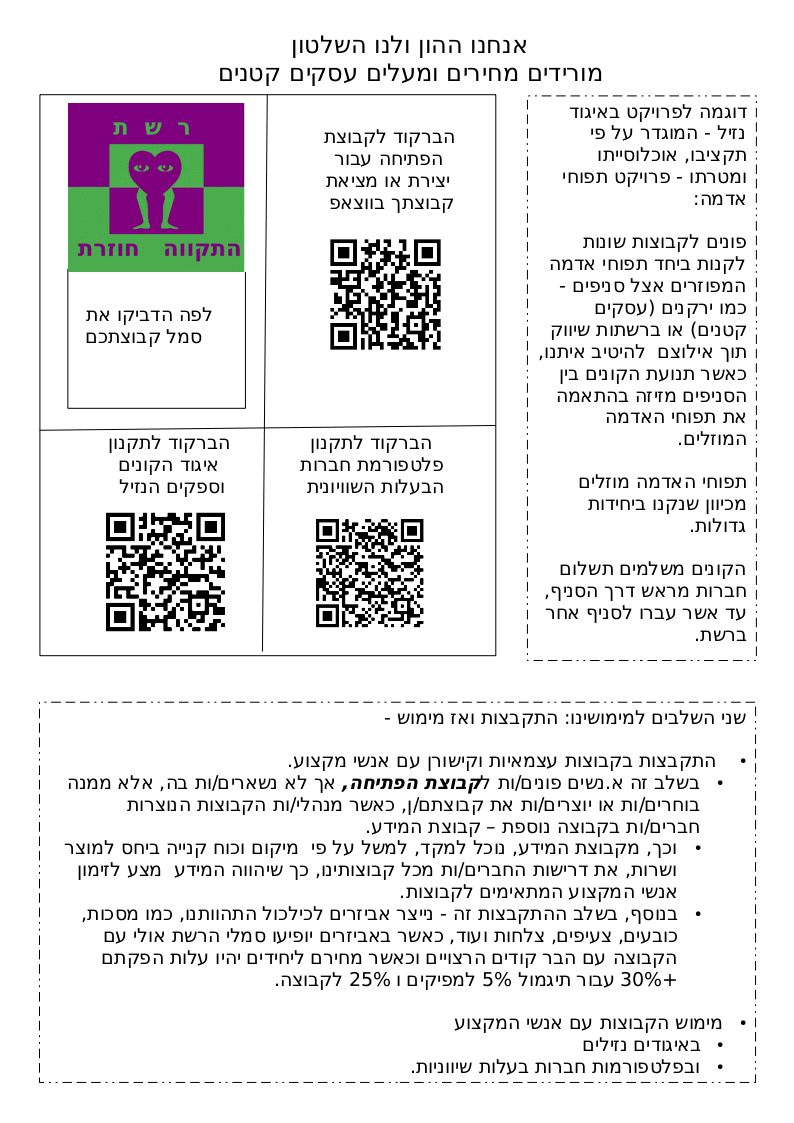 אנחנו ההון ולנו השלטון
מורידים מחירים ומעלים עסקים קטנים
דוגמה לפרויקט באיגוד
נזיל - המוגדר על פי
תקציבו, אוכלוסייתו
ומטרתו - פרויקט תפוחי
אדמה:
פונים לקבוצות שונות
לקנות ביחד תפוחי אדמה
המפוזרים אצל סניפים -
כמו ירקנים (עסקים
קטנים) או ברשתות שיווק
תוך אילוצם להיטיב איתנו,
כאשר תנועת הקונים בין
הסניפים מזיזה בהתאמה
את תפוחי האדמה
המוזלים.
תפוחי האדמה מוזלים
מכיוון שנקנו ביחידות
גדולות.
הקונים משלמים תשלום
חברות מראש דרך הסניף,
עד אשר עברו לסניף אחר
ברשת.
הברקוד לקבוצת
הפתיחה עבור
יצירת או מציאת
קבוצתך בווצאפ
רשת
התקווה חוזרת
לפה הדביקו את
סמל קבוצתכם
הברקוד לתקנון
פלטפורמת חברות
הבעלות השוויונית
הברקוד לתקנון
איגוד הקונים
וספקים הנזיל
שני השלבים למימושינו: התקבצות ואז מימוש -
• התקבצות בקבוצות עצמאיות וקישורן עם אנשי מקצוע.
• בשלב זה א.נשים פונים/ות לקבוצת הפתיחה, אך לא נשארים/ות בה, אלא ממנה
בוחרים/ות או יוצרים/ות את קבוצתם/ן, כאשר מנהלי/ות הקבוצות הנוצרות
חברים/ות בקבוצה נוספת – קבוצת המידע.
• וכך, מקבוצת המידע, נוכל למקד, למשל על פי מיקום וכוח קנייה ביחס למוצר
ושרות, את דרישות החברים/ות מכל קבוצותינו, כך שיהווה המידע מצע לזימון
אנשי המקצוע המתאימים לקבוצות.
• בנוסף, בשלב ההתקבצות זה - נייצר אביזרים לכילכול התהוותנו, כמו מסכות,
כובעים, צעיפים, צלחות ועוד, כאשר באביזרים יופיעו סמלי הרשת אולי עם
הקבוצה עם הבר קודים הרצויים וכאשר מחירם ליחידים יהיו עלות הפקתם
+30% עבור תיגמול 5% למפיקים ו 25% לקבוצה.
• מימוש הקבוצות עם אנשי המקצוע
• באיגודים נזילים
• ובפלטפורמות חברות בעלות שיווניות.